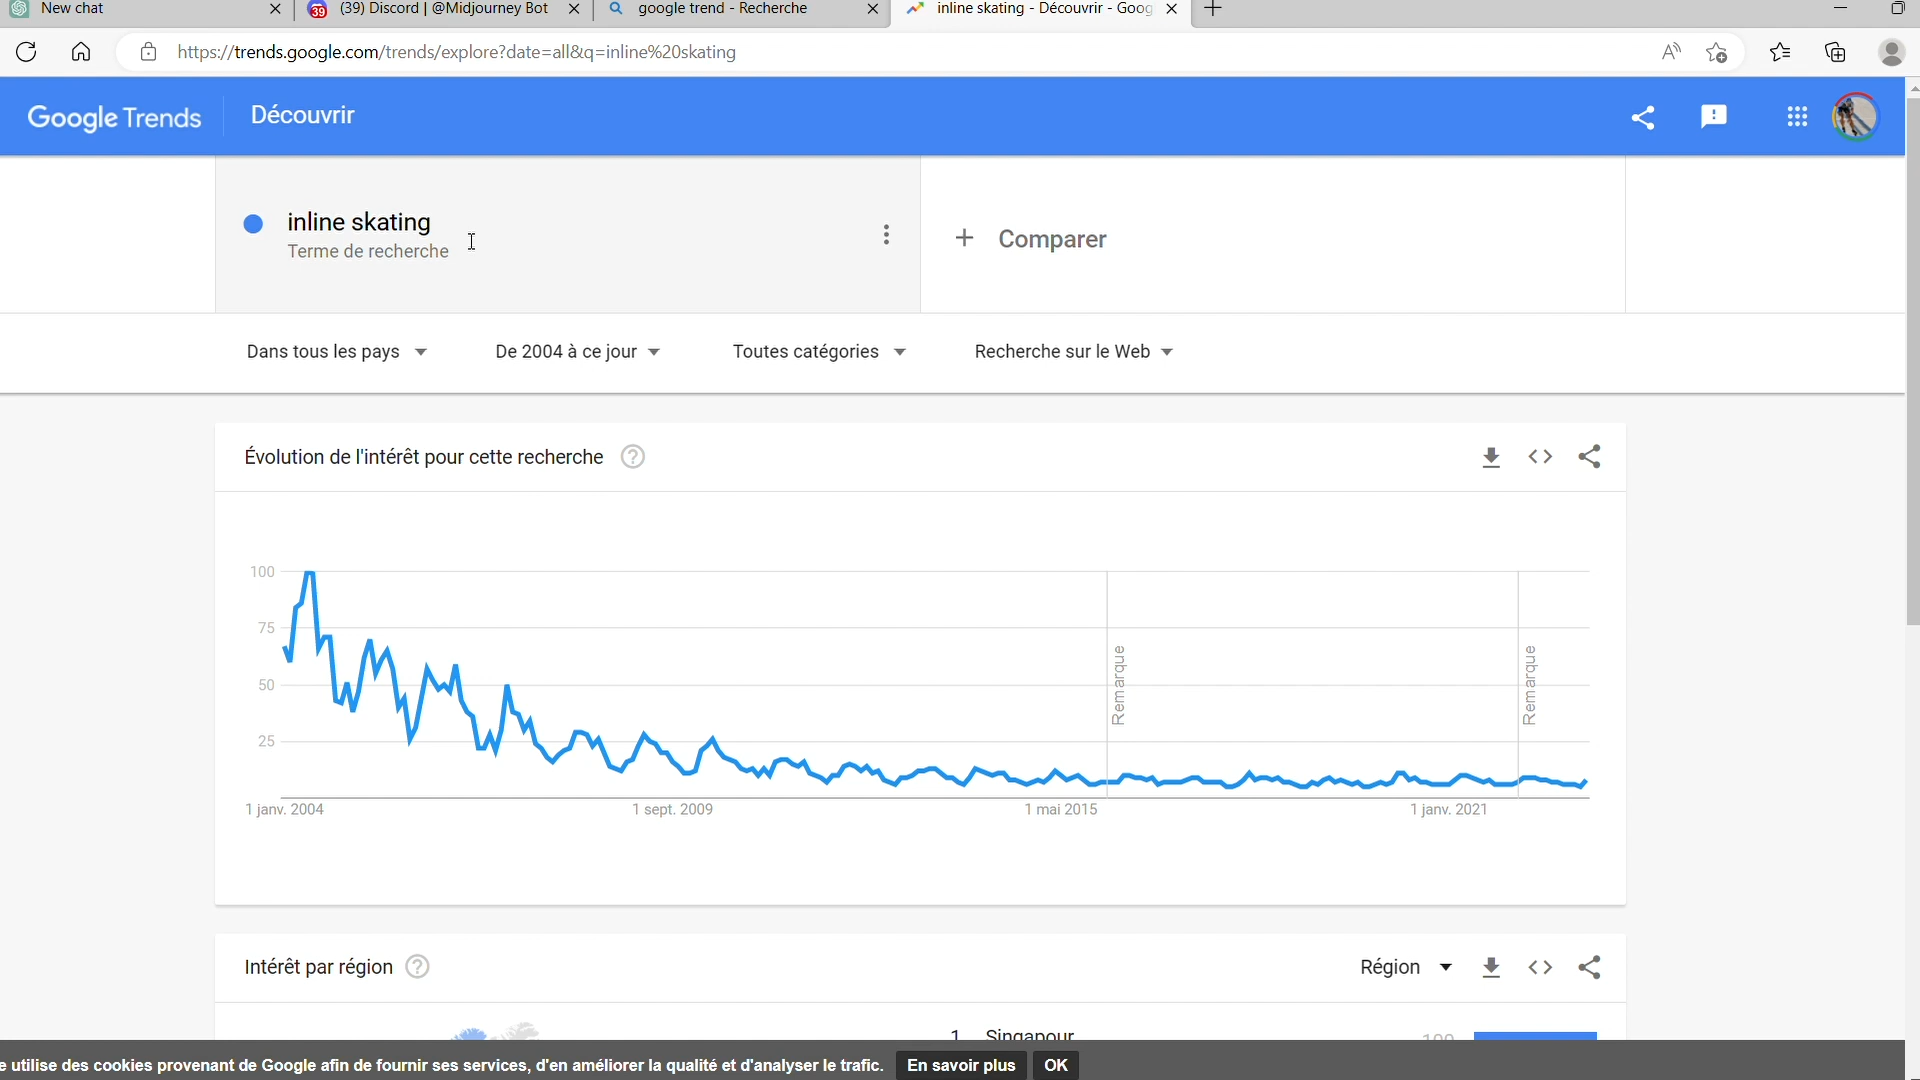 New chat
39 (39) Discord | @Midjourney Bot
google trend - Recherche
inline skating - Découvrir - Goog
https://trends.google.com/trends/explore?date=all&q=inline%20skating
Google Trends
Découvrir
inline skating
Terme de recherche
+ Comparer
Dans tous les pays
De 2004 à ce jour
Toutes catégories
Recherche sur le Web
Évolution de l'intérêt pour cette recherche ?
100
75
50
25
Remarque
Remarque
1 janv. 2004
1 sept. 2009
1 mai 2015
1 janv. 2021
Intérêt par région ?
Région
1 Singapour 100
e utilise des cookies provenant de Google afin de fournir ses services, d'en améliorer la qualité et d'analyser le trafic.
En savoir plus
OK